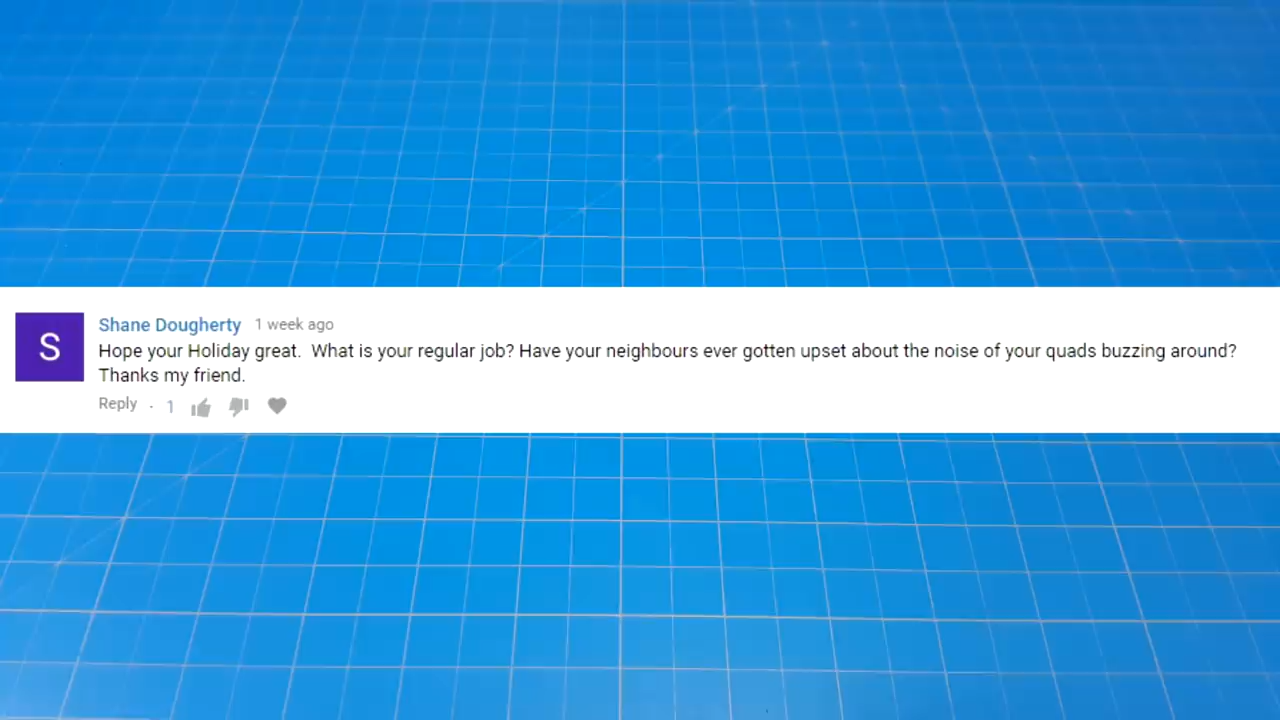 S
Shane Dougherty 1 week ago
Hope your Holiday great.  What is your regular job? Have your neighbours ever gotten upset about the noise of your quads buzzing around?
Thanks my friend.
Reply · 1